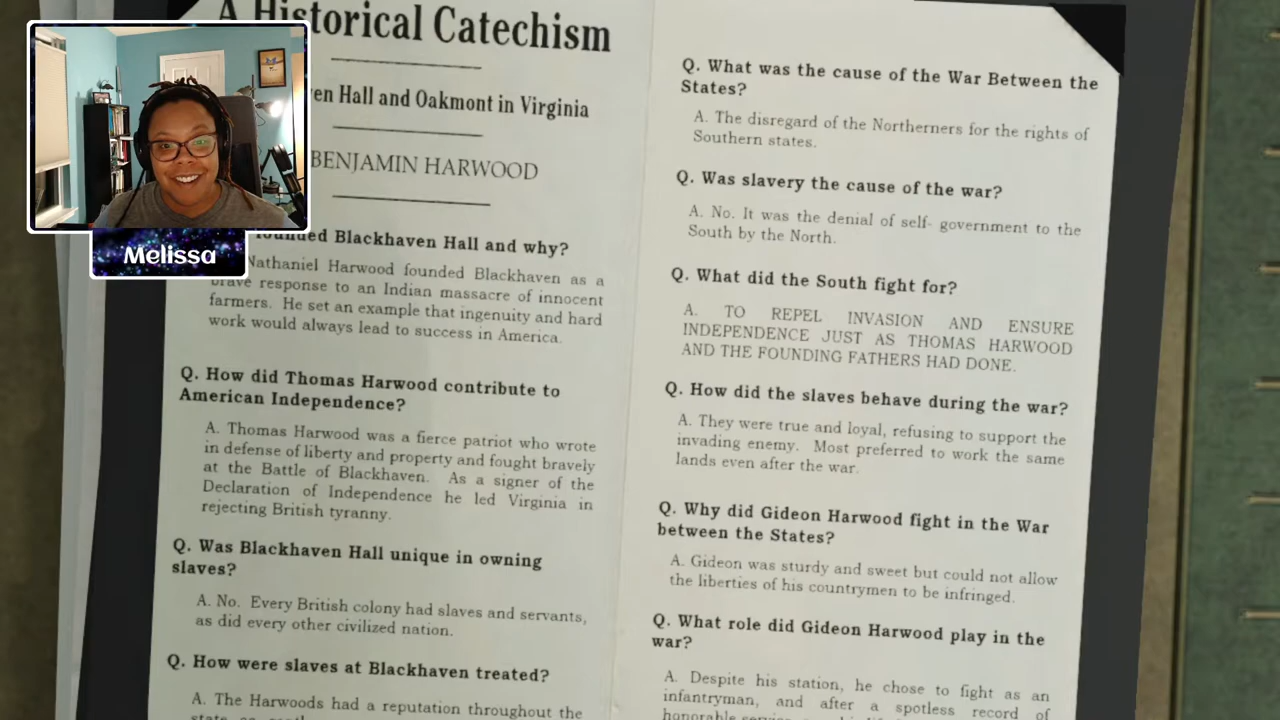 A Historical Catechism
Hall and Oakmont in Virginia
BENJAMIN HARWOOD
Melissa
Blackhaven Hall and why?
Nathaniel Harwood founded Blackhaven as a
brave response to an Indian massacre of innocent
farmers. He set an example that ingenuity and hard
work would always lead to success in America.
Q. How did Thomas Harwood contribute to
American Independence?
A. Thomas Harwood was a fierce patriot who wrote
in defense of liberty and property and fought bravely
at the Battle of Blackhaven. As a signer of the
Declaration of Independence he led Virginia in
rejecting British tyranny.
Q. Was Blackhaven Hall unique in owning
slaves?
A. No. Every British colony had slaves and servants,
as did every other civilized nation.
Q. How were slaves at Blackhaven treated?
A. The Harwoods had a reputation throughout the
Q. What was the cause of the War Between the
States?
A. The disregard of the Northerners for the rights of
Southern states.
Q. Was slavery the cause of the war?
A. No. It was the denial of self- government to the
South by the North.
Q. What did the South fight for?
A. TO REPEL INVASION AND ENSURE
INDEPENDENCE JUST AS THOMAS HARWOOD
AND THE FOUNDING FATHERS HAD DONE.
Q. How did the slaves behave during the war?
A. They were true and loyal, refusing to support the
invading enemy. Most preferred to work the same
lands even after the war.
Q. Why did Gideon Harwood fight in the War
between the States?
A. Gideon was sturdy and sweet but could not allow
the liberties of his countrymen to be infringed.
Q. What role did Gideon Harwood play in the
war?
A. Despite his station, he chose to fight as an
infantryman, and after a spotless record of